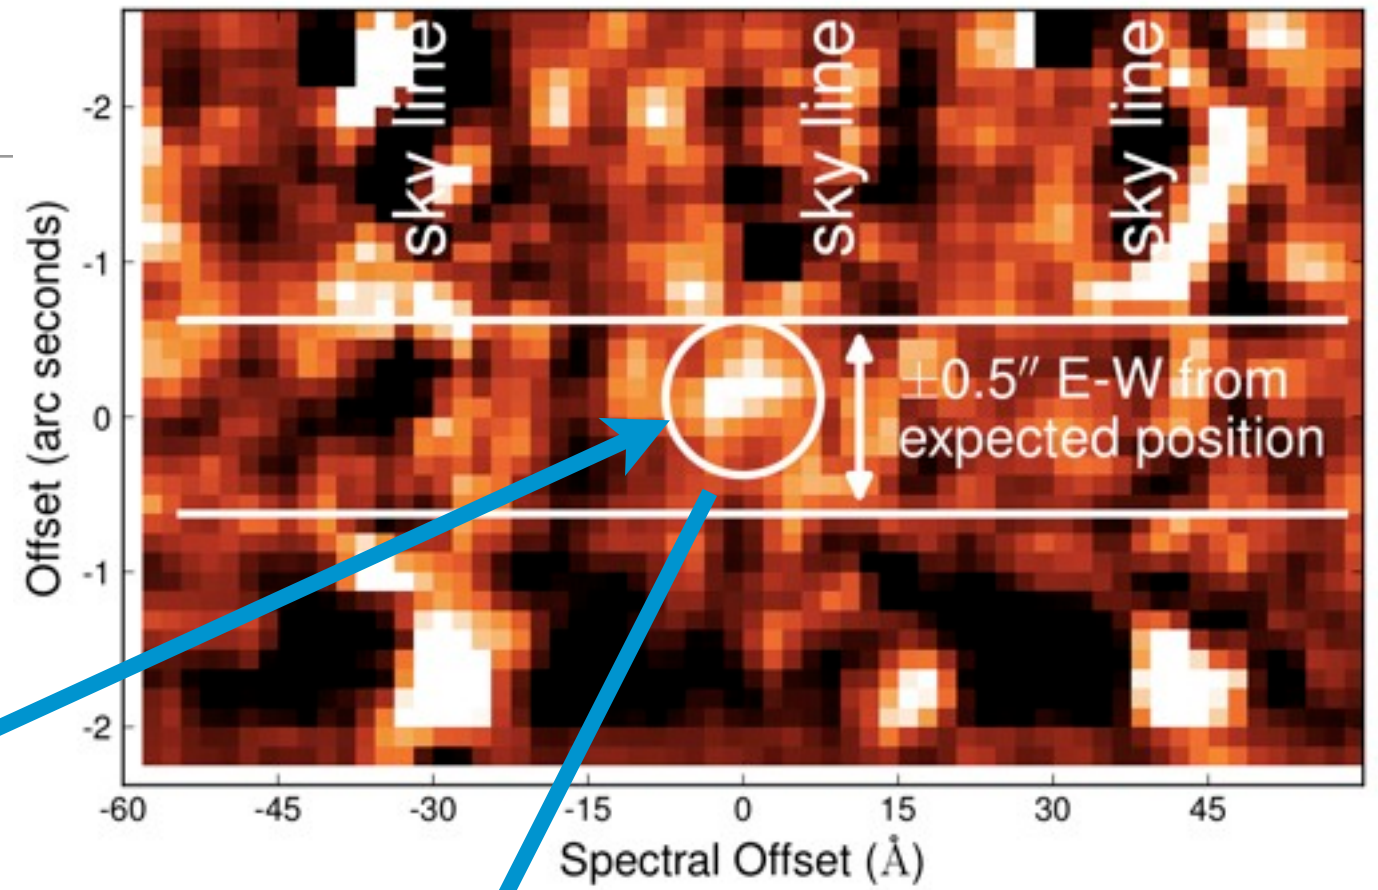 sky line
sky line
sky line
-2
-1
0
-1
-2
Offset (arc seconds)
±0.5″ E-W from
expected position
-60
-45
-30
-15
0
15
30
45
Spectral Offset (Å)